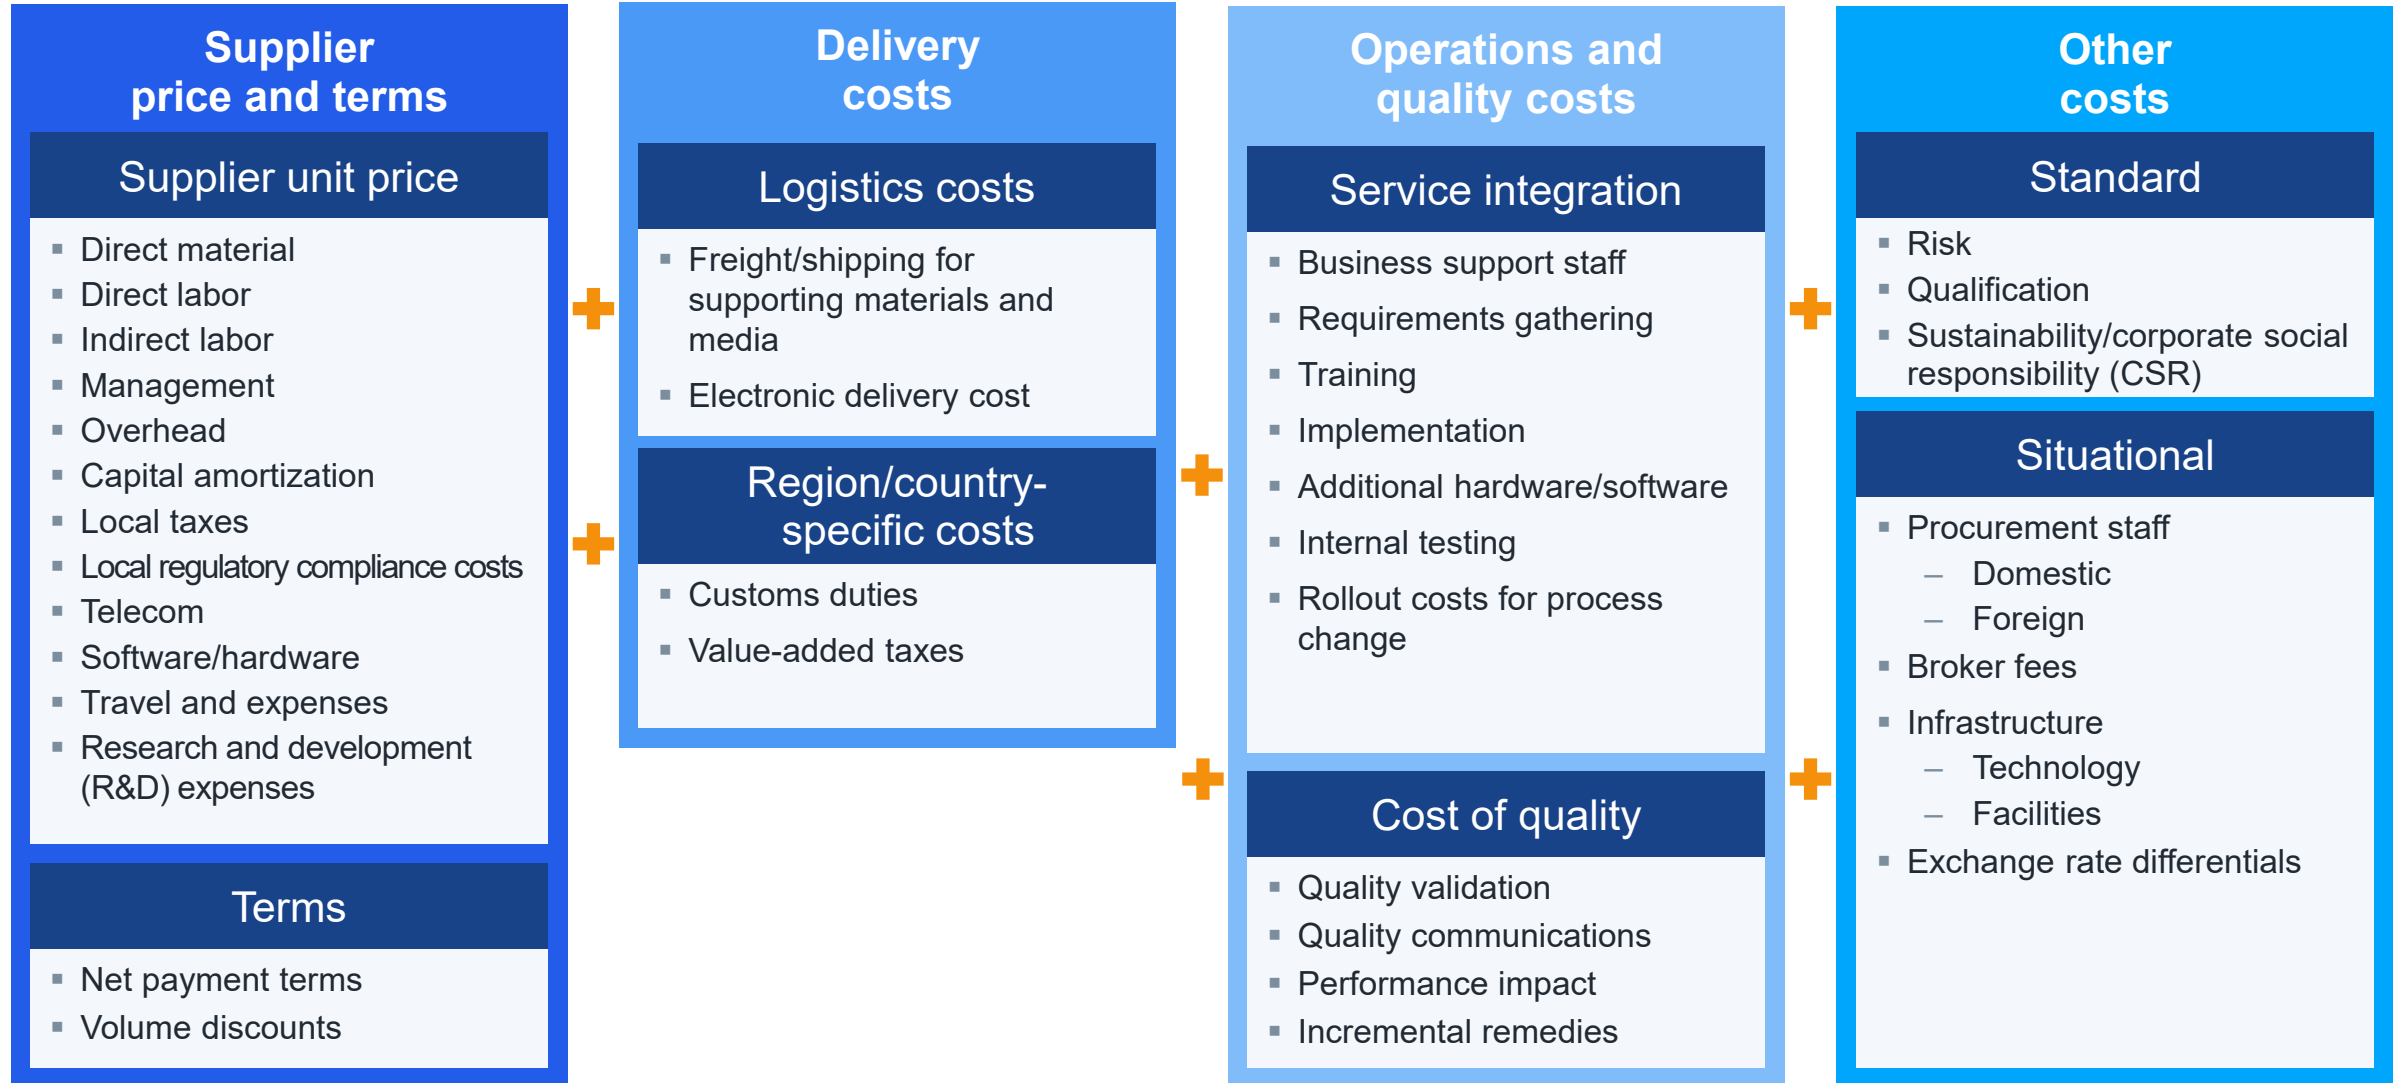 Supplier
price and terms
Supplier unit price
Direct material
Direct labor
Indirect labor
Management
Overhead
Capital amortization
Local taxes
Local regulatory compliance costs
Telecom
Software/hardware
Travel and expenses
Research and development
(R&D) expenses
Terms
Net payment terms
Volume discounts
Delivery
costs
Logistics costs
Freight/shipping for
supporting materials and
media
Electronic delivery cost
Region/country-
specific costs
Customs duties
Value-added taxes
Operations and
quality costs
Service integration
Business support staff
Requirements gathering
Training
Implementation
Additional hardware/software
Internal testing
Rollout costs for process
change
Cost of quality
Quality validation
Quality communications
Performance impact
Incremental remedies
Other
costs
Standard
Risk
Qualification
Sustainability/corporate social
responsibility (CSR)
Situational
Procurement staff
– Domestic
– Foreign
Broker fees
Infrastructure
– Technology
– Facilities
Exchange rate differentials